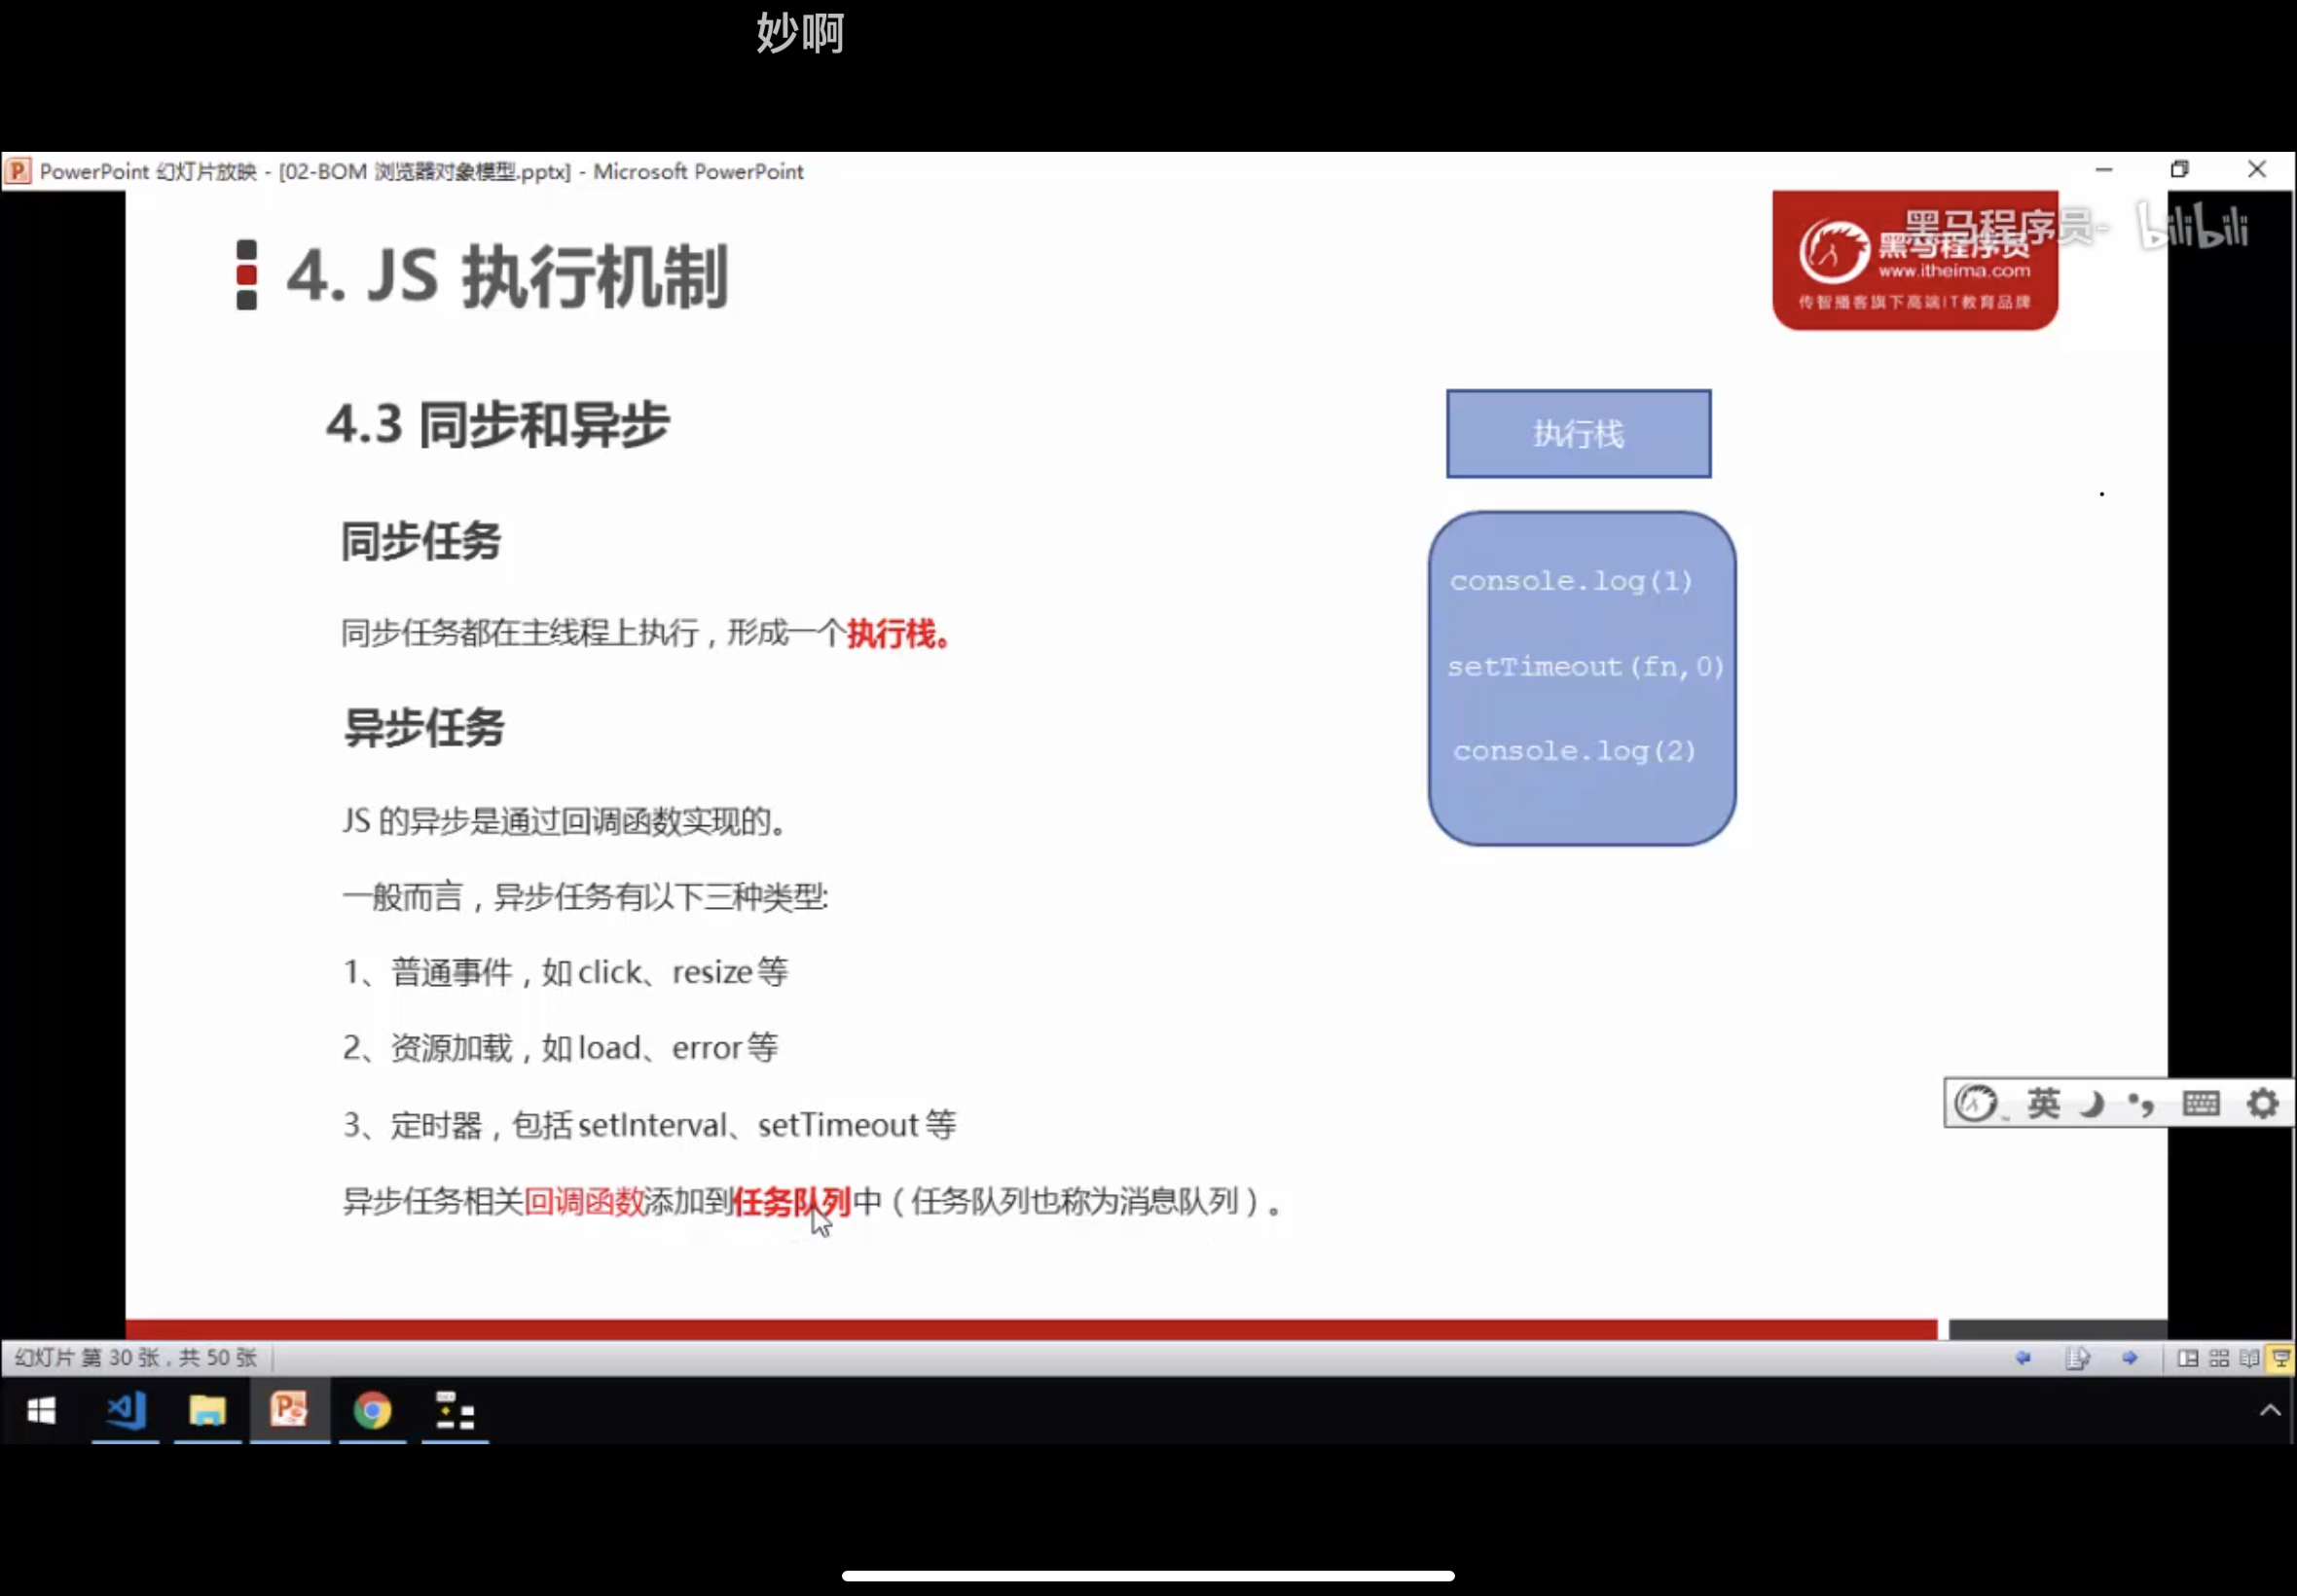 妙啊
PowerPoint 幻灯片放映 - [02-BOM 浏览器对象模型.pptx] - Microsoft PowerPoint
黑马程序员- bilibili
黑马程序员
www.itheima.com
传智播客旗下高端IT教育品牌
4. JS 执行机制
4.3 同步和异步
同步任务
同步任务都在主线程上执行，形成一个执行栈。
异步任务
JS 的异步是通过回调函数实现的。
一般而言，异步任务有以下三种类型:
1、普通事件，如 click、resize 等
2、资源加载，如 load、error 等
3、定时器，包括 setInterval、setTimeout 等
异步任务相关回调函数添加到任务队列中（任务队列也称为消息队列）。
执行栈
console.log(1)
setTimeout(fn,0)
console.log(2)
英
幻灯片 第 30 张，共 50 张